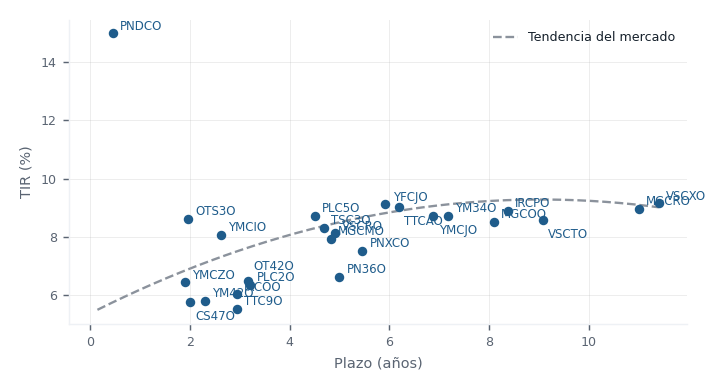 PNDCO
Tendencia del mercado
14
12
10
8
6
TIR (%)
VSCXO
MGCRO
YFCJO
IRCPO
OTS3O
PLC5O
YM34O
MGCOO
TSC3O
TTCAO
YMCIO
YMCJO
MGCMO
VSCTO
PNXCO
OT42O
PN36O
YMCZO
PLC2O
YM42O
TTC9O
CS47O
0
2
4
6
8
10
Plazo (años)